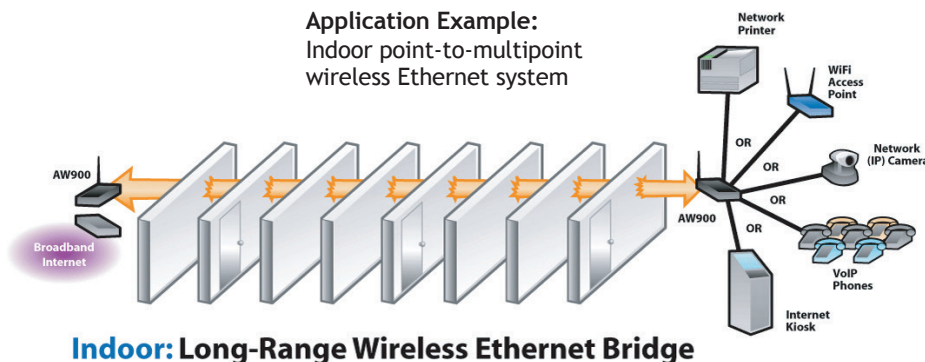 Application Example:
Indoor point-to-multipoint
wireless Ethernet system
Network
Printer
WiFi
Access
Point
OR
OR
Network
(IP) Camera
OR
AW900
AW900
OR
Broadband
Internet
VoIP
Phones
Internet
Kiosk
Indoor: Long-Range Wireless Ethernet Bridge